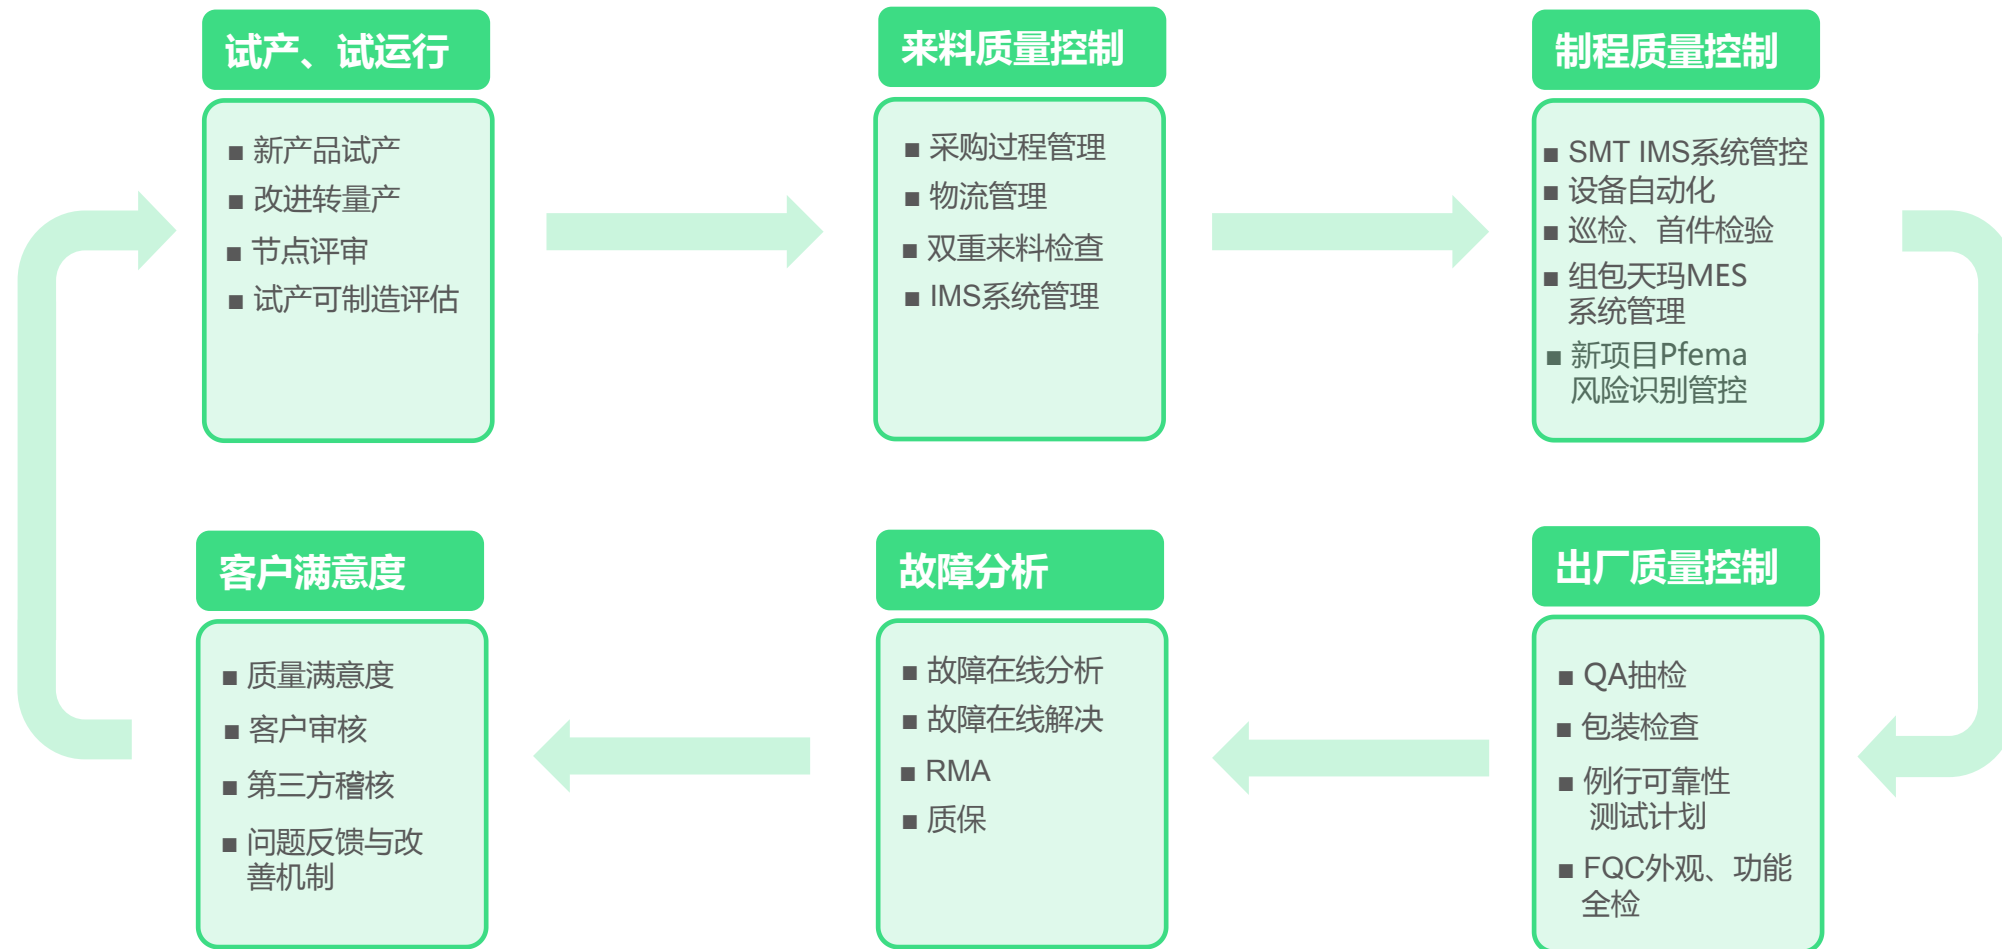 试产、试运行
■ 新产品试产
■ 改进转量产
■ 节点评审
■ 试产可制造评估
来料质量控制
■ 采购过程管理
■ 物流管理
■ 双重来料检查
■ IMS系统管理
制程质量控制
■ SMT IMS系统管控
■ 设备自动化
■ 巡检、首件检验
■ 组包天玛MES
系统管理
■ 新项目Pfema
风险识别管控
出厂质量控制
■ QA抽检
■ 包装检查
■ 例行可靠性
测试计划
■ FQC外观、功能
全检
故障分析
■ 故障在线分析
■ 故障在线解决
■ RMA
■ 质保
客户满意度
■ 质量满意度
■ 客户审核
■ 第三方稽核
■ 问题反馈与改
善机制